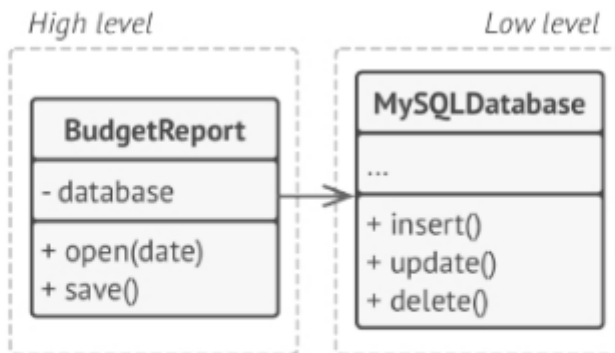 High level
Low level
BudgetReport
- database
+ open(date)
+ save()
MySQLDatabase
...
+ insert()
+ update()
+ delete()